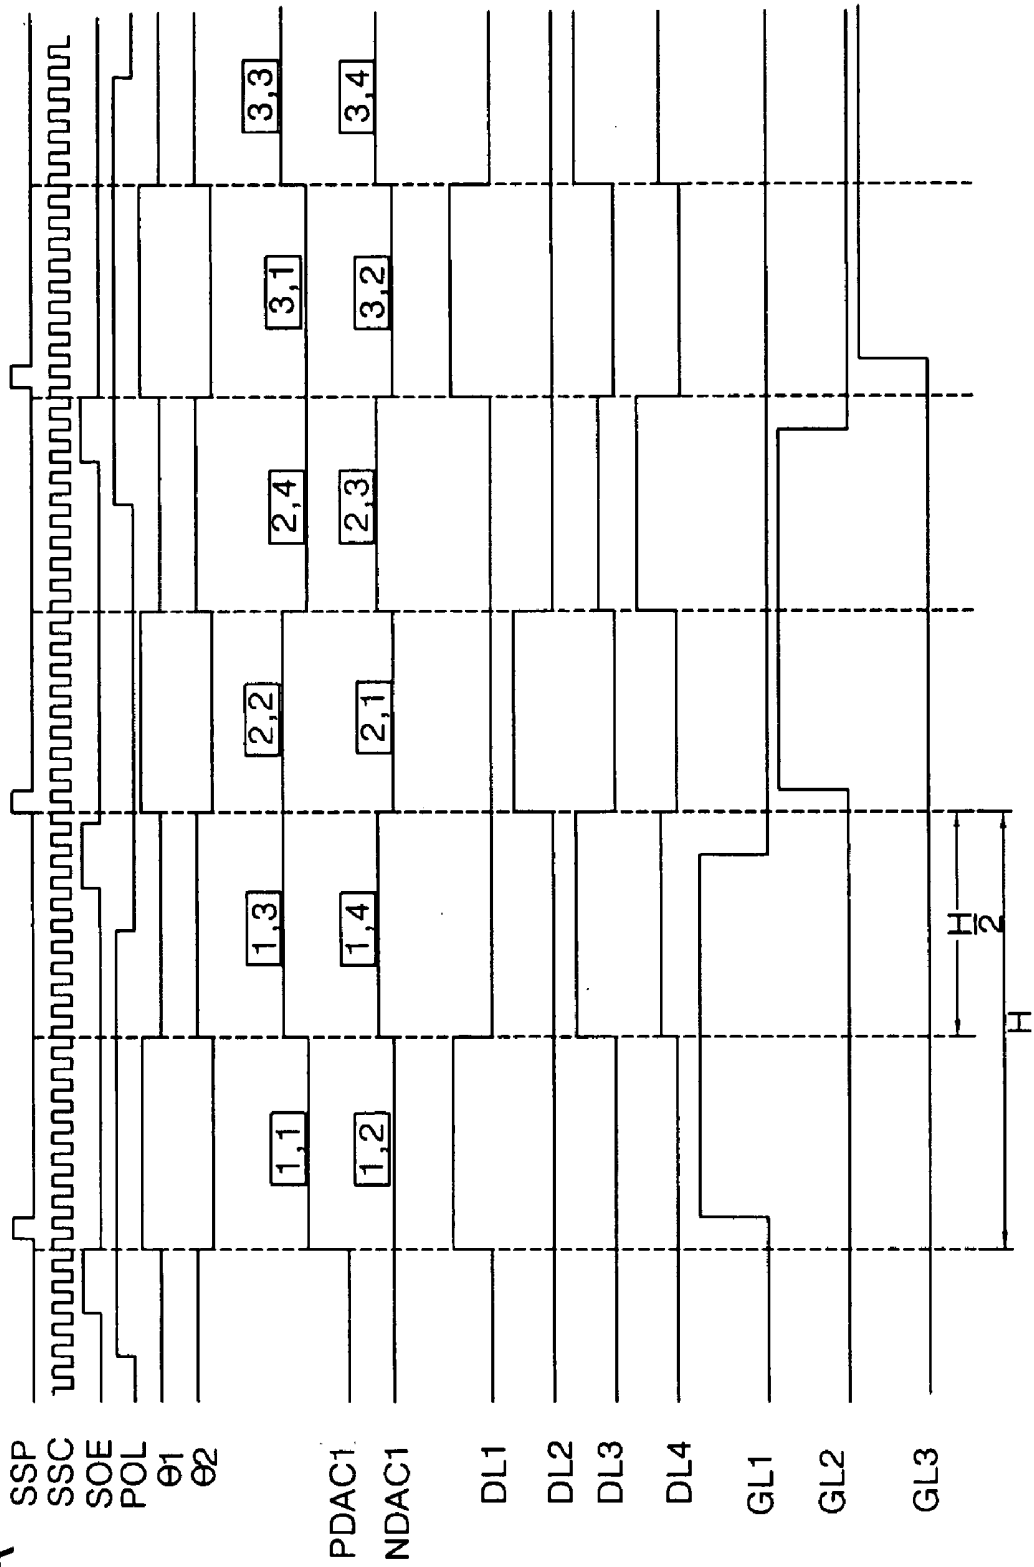 SSP
SSC
SOE
POL
θ1
θ2
PDAC1
1,1
1,3
2,2
2,4
3,1
3,3
NDAC1
1,2
1,4
2,1
2,3
3,2
3,4
DL1
DL2
DL3
DL4
GL1
GL2
GL3
H/2
H